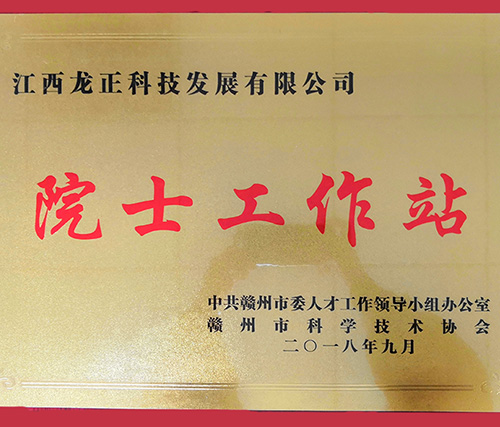 江西龙正科技发展有限公司
院士工作站
中共赣州市委人才工作领导小组办公室
赣州市科学技术协会
二〇一八年九月